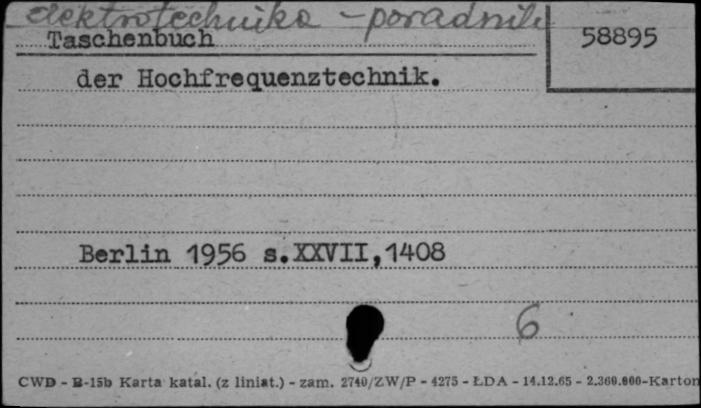 elektrotechnika - poradniki
Taschenbuch 58895
der Hochfrequenztechnik.
Berlin 1956 s.XXVII,1408
6
CWD - B-15b Karta katal. (z liniat.) - zam. 2740/ZW/P - 4275 - ŁDA - 14.12.65 - 2.360.000-Karton